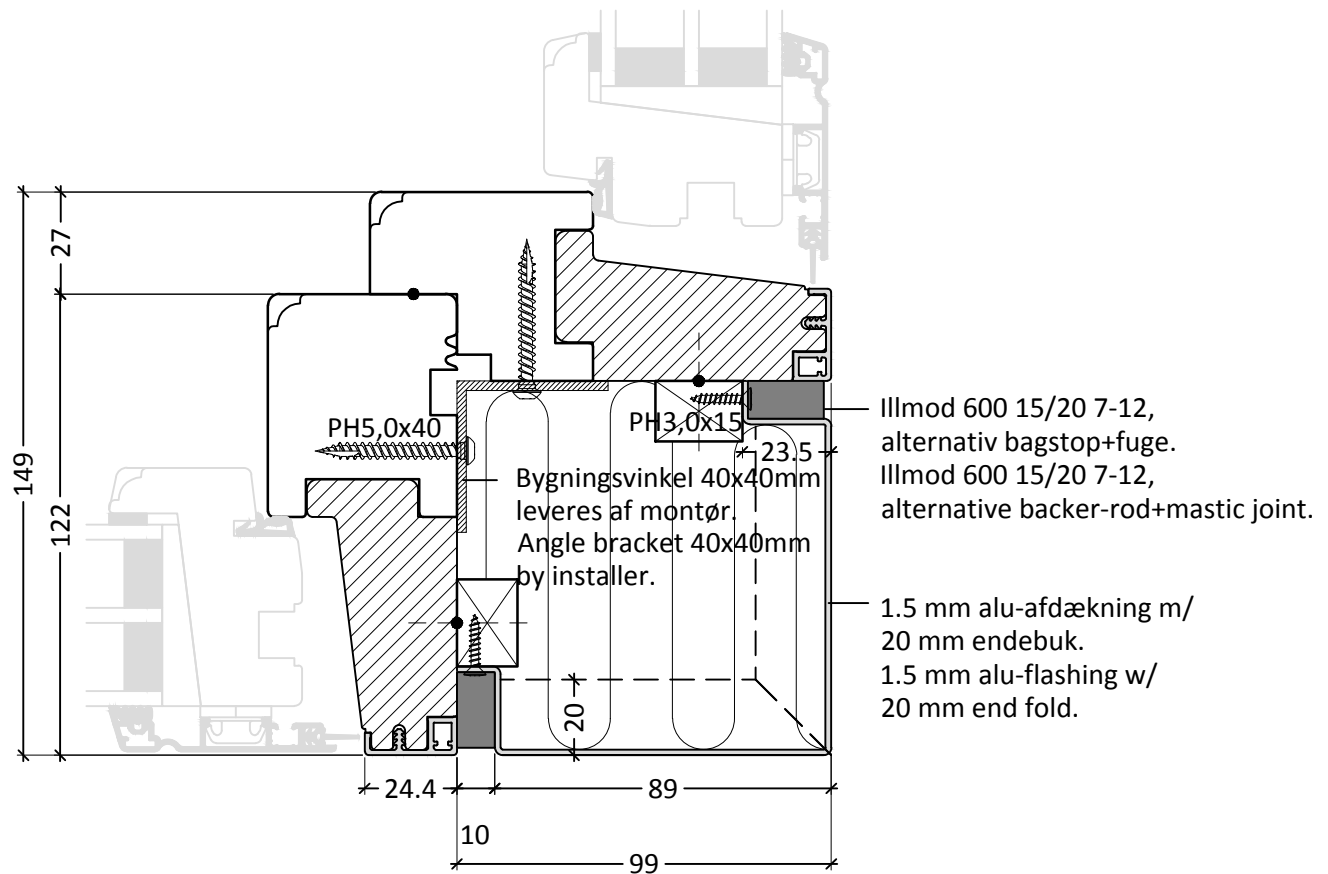 27
149
122
PH5,0x40
PH3,0x15
23.5
Bygningsvinkel 40x40mm
leveres af montør.
Angle bracket 40x40mm
by installer.
Illmod 600 15/20 7-12,
alternativ bagstop+fuge.
Illmod 600 15/20 7-12,
alternative backer-rod+mastic joint.
1.5 mm alu-afdækning m/
20 mm endebuk.
1.5 mm alu-flashing w/
20 mm end fold.
20
24.4
89
10
99